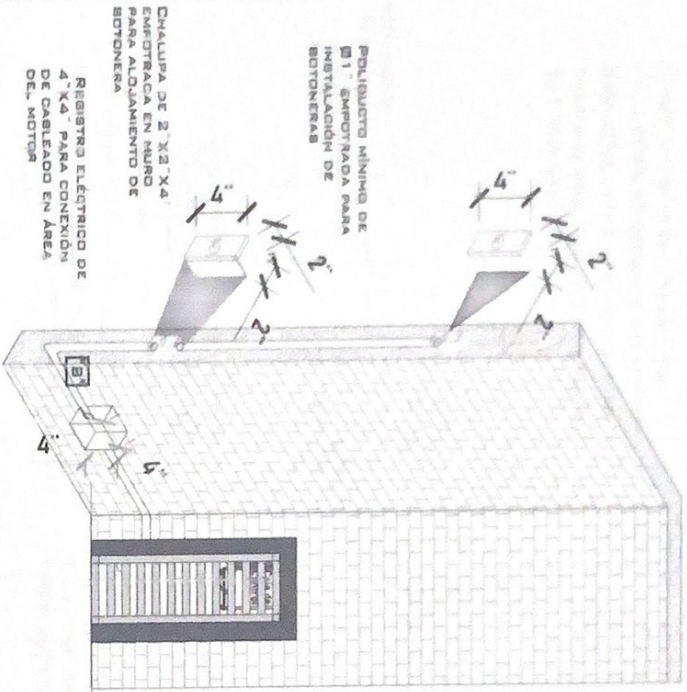 POLIDUCTO MÍNIMO DE
Ø1" EMPOTRADA PARA
INSTALACIÓN DE
BOTONERAS
4"
2"
2"
CHALUPA DE 2"X2"X4"
EMPOTRACA EN MURO
PARA ALOJAMIENTO DE
BOTONERA
4"
2"
2"
REGISTRO ELÉCTRICO DE
4"X4" PARA CONEXIÓN
DE CABLEADO EN ÁREA
DEL MOTOR
B
4"
4"